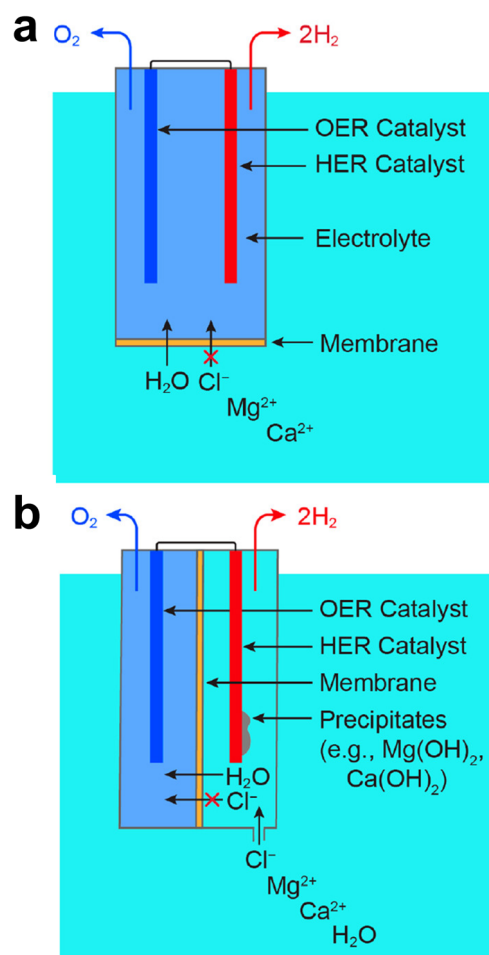 a
O₂
2H₂
OER Catalyst
HER Catalyst
Electrolyte
Membrane
H₂O Cl⁻
Mg²⁺
Ca²⁺
b
O₂
2H₂
OER Catalyst
HER Catalyst
Membrane
Precipitates
(e.g., Mg(OH)₂,
Ca(OH)₂)
H₂O
Cl⁻
Cl⁻
Mg²⁺
Ca²⁺
H₂O